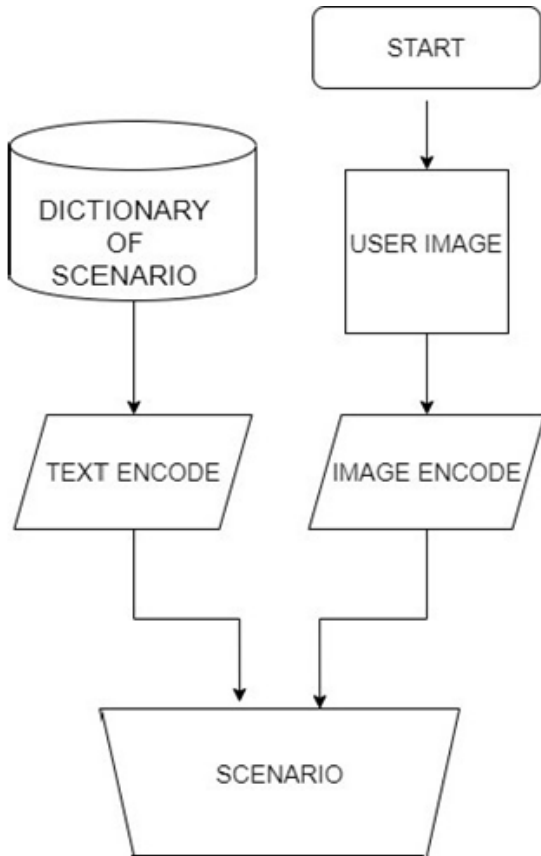 START
DICTIONARY
OF
SCENARIO
USER IMAGE
TEXT ENCODE
IMAGE ENCODE
SCENARIO